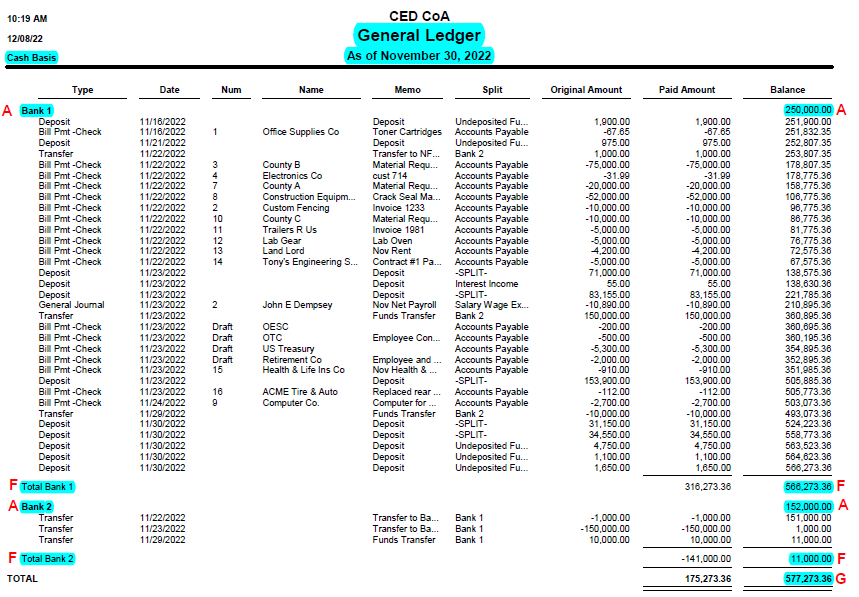 10:19 AM
CED CoA
12/08/22
General Ledger
Cash Basis
As of November 30, 2022
Type Date Num Name Memo Split Original Amount Paid Amount Balance
A Bank 1 250,000.00 A
Deposit 11/16/2022 Deposit Undeposited Fu... 1,900.00 1,900.00 251,900.00
Bill Pmt -Check 11/16/2022 1 Office Supplies Co Toner Cartridges Accounts Payable -67.65 -67.65 251,832.35
Deposit 11/21/2022 Deposit Undeposited Fu... 975.00 975.00 252,807.35
Transfer 11/22/2022 Transfer to NF... Bank 2 1,000.00 1,000.00 253,807.35
Bill Pmt -Check 11/22/2022 3 County B Material Requ... Accounts Payable -75,000.00 -75,000.00 178,807.35
Bill Pmt -Check 11/22/2022 4 Electronics Co cust 714 Accounts Payable -31.99 -31.99 178,775.36
Bill Pmt -Check 11/22/2022 7 County A Material Requ... Accounts Payable -20,000.00 -20,000.00 158,775.36
Bill Pmt -Check 11/22/2022 8 Construction Equipm... Crack Seal Ma... Accounts Payable -52,000.00 -52,000.00 106,775.36
Bill Pmt -Check 11/22/2022 2 Custom Fencing Invoice 1233 Accounts Payable -10,000.00 -10,000.00 96,775.36
Bill Pmt -Check 11/22/2022 10 County C Material Requ... Accounts Payable -10,000.00 -10,000.00 86,775.36
Bill Pmt -Check 11/22/2022 11 Trailers R Us Invoice 1981 Accounts Payable -5,000.00 -5,000.00 81,775.36
Bill Pmt -Check 11/22/2022 12 Lab Gear Lab Oven Accounts Payable -5,000.00 -5,000.00 76,775.36
Bill Pmt -Check 11/22/2022 13 Land Lord Nov Rent Accounts Payable -4,200.00 -4,200.00 72,575.36
Bill Pmt -Check 11/22/2022 14 Tony's Engineering S... Contract #1 Pa... Accounts Payable -5,000.00 -5,000.00 67,575.36
Deposit 11/23/2022 Deposit -SPLIT- 71,000.00 71,000.00 138,575.36
Deposit 11/23/2022 Deposit Interest Income 55.00 55.00 138,630.36
Deposit 11/23/2022 Deposit -SPLIT- 83,155.00 83,155.00 221,785.36
General Journal 11/23/2022 2 John E Dempsey Nov Net Payroll Salary Wage Ex... -10,890.00 -10,890.00 210,895.36
Transfer 11/23/2022 Funds Transfer Bank 2 150,000.00 150,000.00 360,895.36
Bill Pmt -Check 11/23/2022 Draft OESC Accounts Payable -200.00 -200.00 360,695.36
Bill Pmt -Check 11/23/2022 Draft OTC Employee Con... Accounts Payable -500.00 -500.00 360,195.36
Bill Pmt -Check 11/23/2022 Draft US Treasury Accounts Payable -5,300.00 -5,300.00 354,895.36
Bill Pmt -Check 11/23/2022 Draft Retirement Co Employee and ... Accounts Payable -2,000.00 -2,000.00 352,895.36
Bill Pmt -Check 11/23/2022 15 Health & Life Ins Co Nov Health & ... Accounts Payable -910.00 -910.00 351,985.36
Deposit 11/23/2022 Deposit -SPLIT- 153,900.00 153,900.00 505,885.36
Bill Pmt -Check 11/23/2022 16 ACME Tire & Auto Replaced rear ... Accounts Payable -112.00 -112.00 505,773.36
Bill Pmt -Check 11/24/2022 9 Computer Co. Computer for ... Accounts Payable -2,700.00 -2,700.00 503,073.36
Transfer 11/29/2022 Funds Transfer Bank 2 -10,000.00 -10,000.00 493,073.36
Deposit 11/30/2022 Deposit -SPLIT- 31,150.00 31,150.00 524,223.36
Deposit 11/30/2022 Deposit -SPLIT- 34,550.00 34,550.00 558,773.36
Deposit 11/30/2022 Deposit Undeposited Fu... 4,750.00 4,750.00 563,523.36
Deposit 11/30/2022 Deposit Undeposited Fu... 1,100.00 1,100.00 564,623.36
Deposit 11/30/2022 Deposit Undeposited Fu... 1,650.00 1,650.00 566,273.36
F Total Bank 1 316,273.36 566,273.36 F
A Bank 2 152,000.00 A
Transfer 11/22/2022 Transfer to Ba... Bank 1 -1,000.00 -1,000.00 151,000.00
Transfer 11/23/2022 Transfer to Ba... Bank 1 -150,000.00 -150,000.00 1,000.00
Transfer 11/29/2022 Funds Transfer Bank 1 10,000.00 10,000.00 11,000.00
F Total Bank 2 -141,000.00 11,000.00 F
TOTAL 175,273.36 577,273.36 G